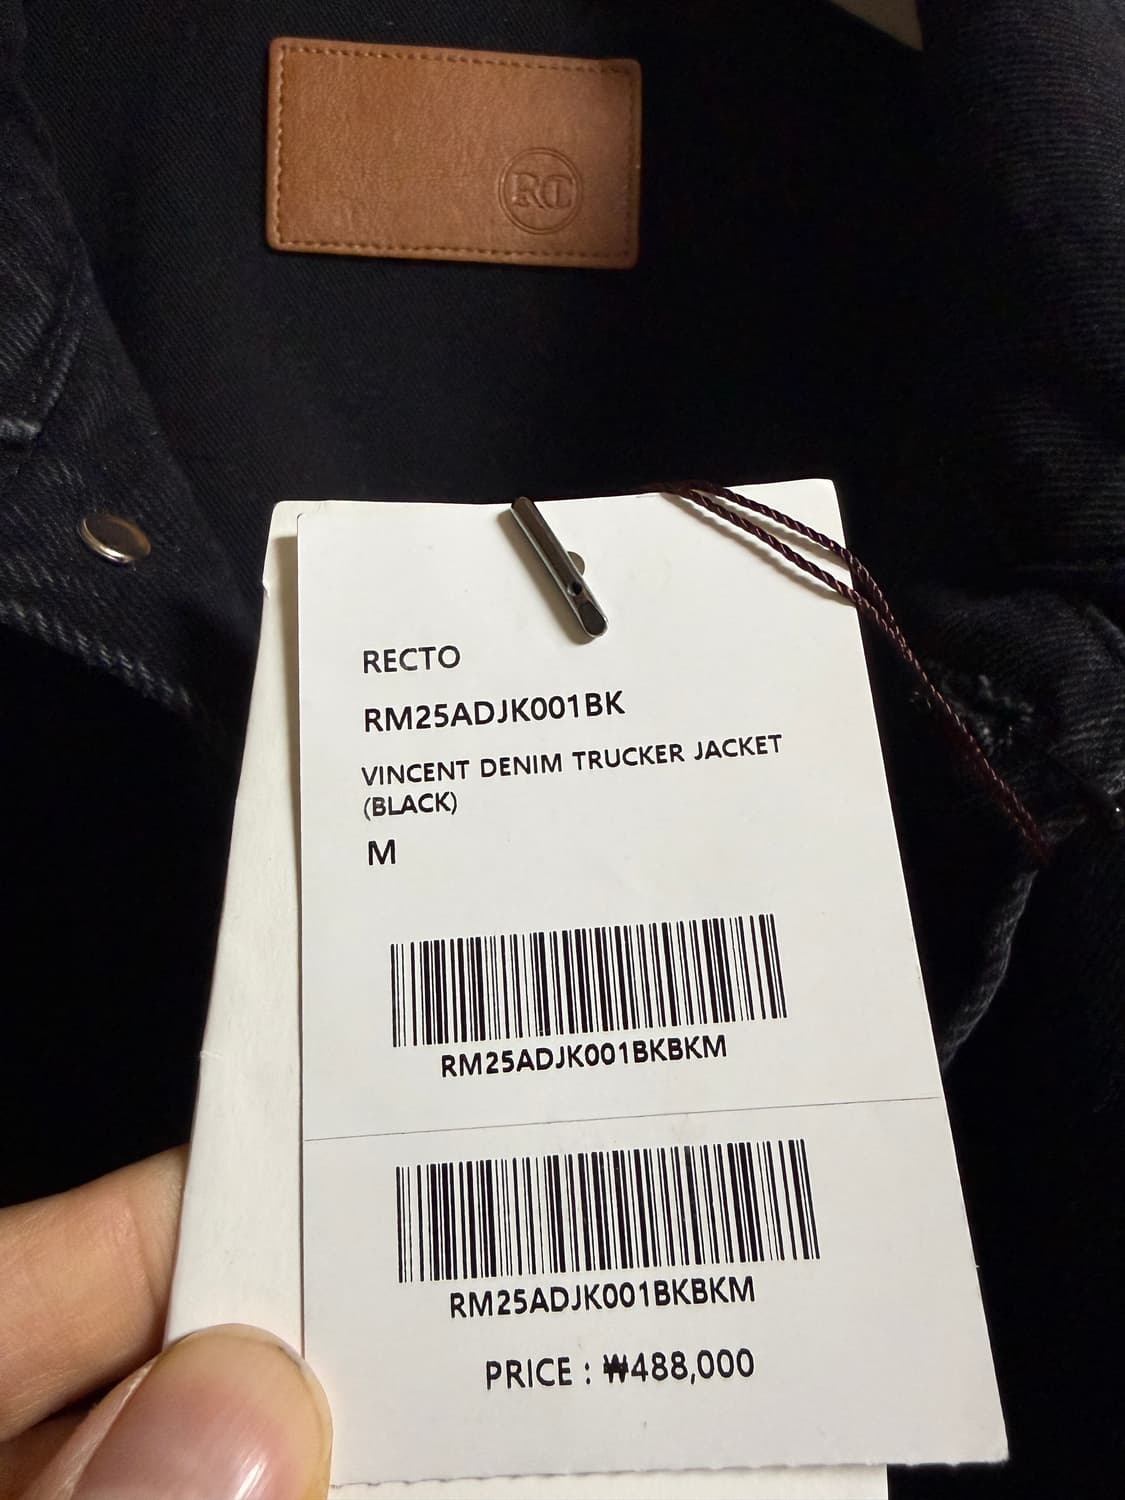 RC
RECTO
RM25ADJK001BK
VINCENT DENIM TRUCKER JACKET
(BLACK)
M
RM25ADJK001BKBKM
RM25ADJK001BKBKM
PRICE : ₩488,000